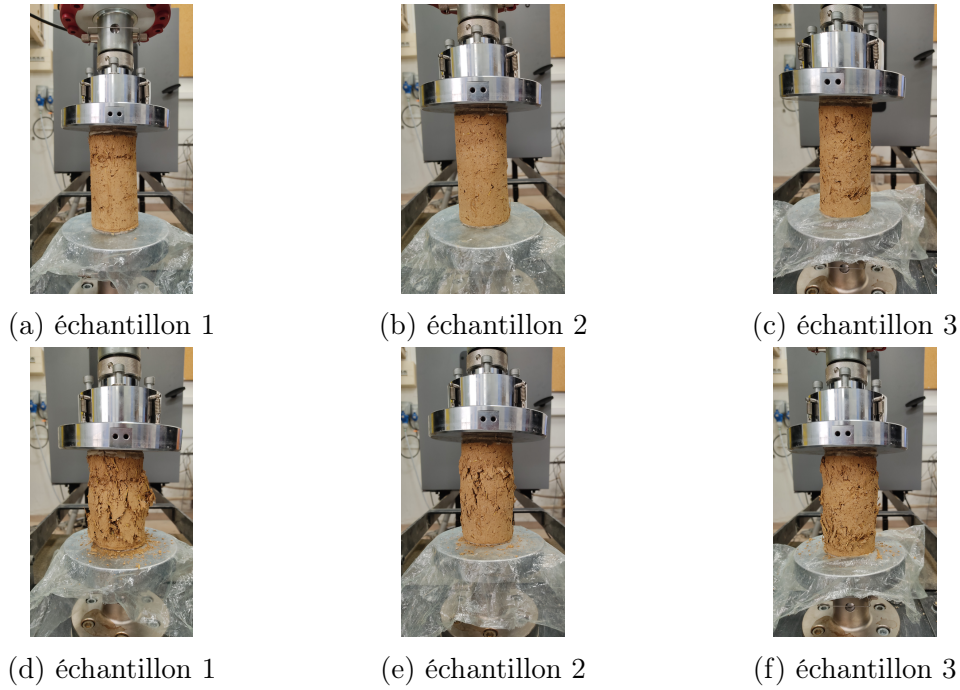 (a) échantillon 1
(b) échantillon 2
(c) échantillon 3
(d) échantillon 1
(e) échantillon 2
(f) échantillon 3